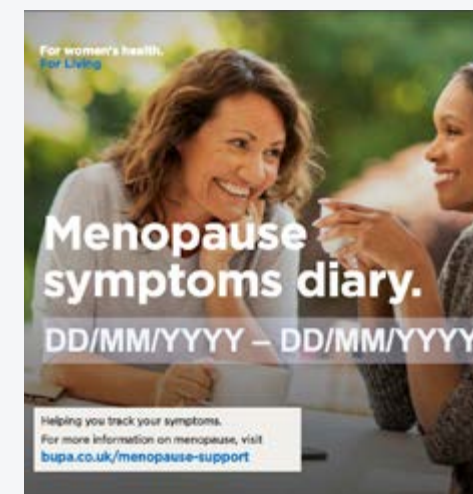 For women's health.
For Living
Menopause
symptoms diary.
DD/MM/YYYY – DD/MM/YYYY
Helping you track your symptoms.
For more information on menopause, visit
bupa.co.uk/menopause-support